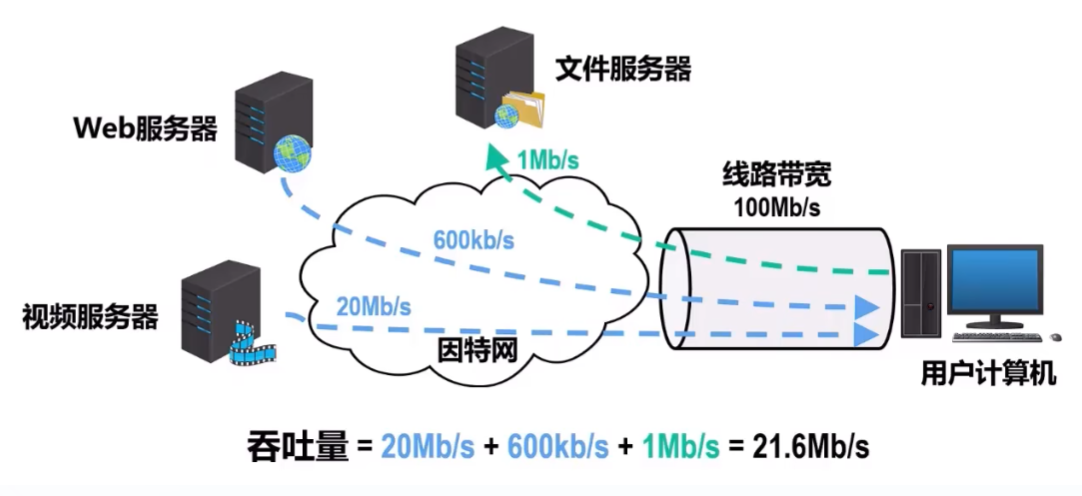 文件服务器
Web服务器
1Mb/s
线路带宽
100Mb/s
600kb/s
视频服务器
20Mb/s
因特网
用户计算机
吞吐量 = 20Mb/s + 600kb/s + 1Mb/s = 21.6Mb/s